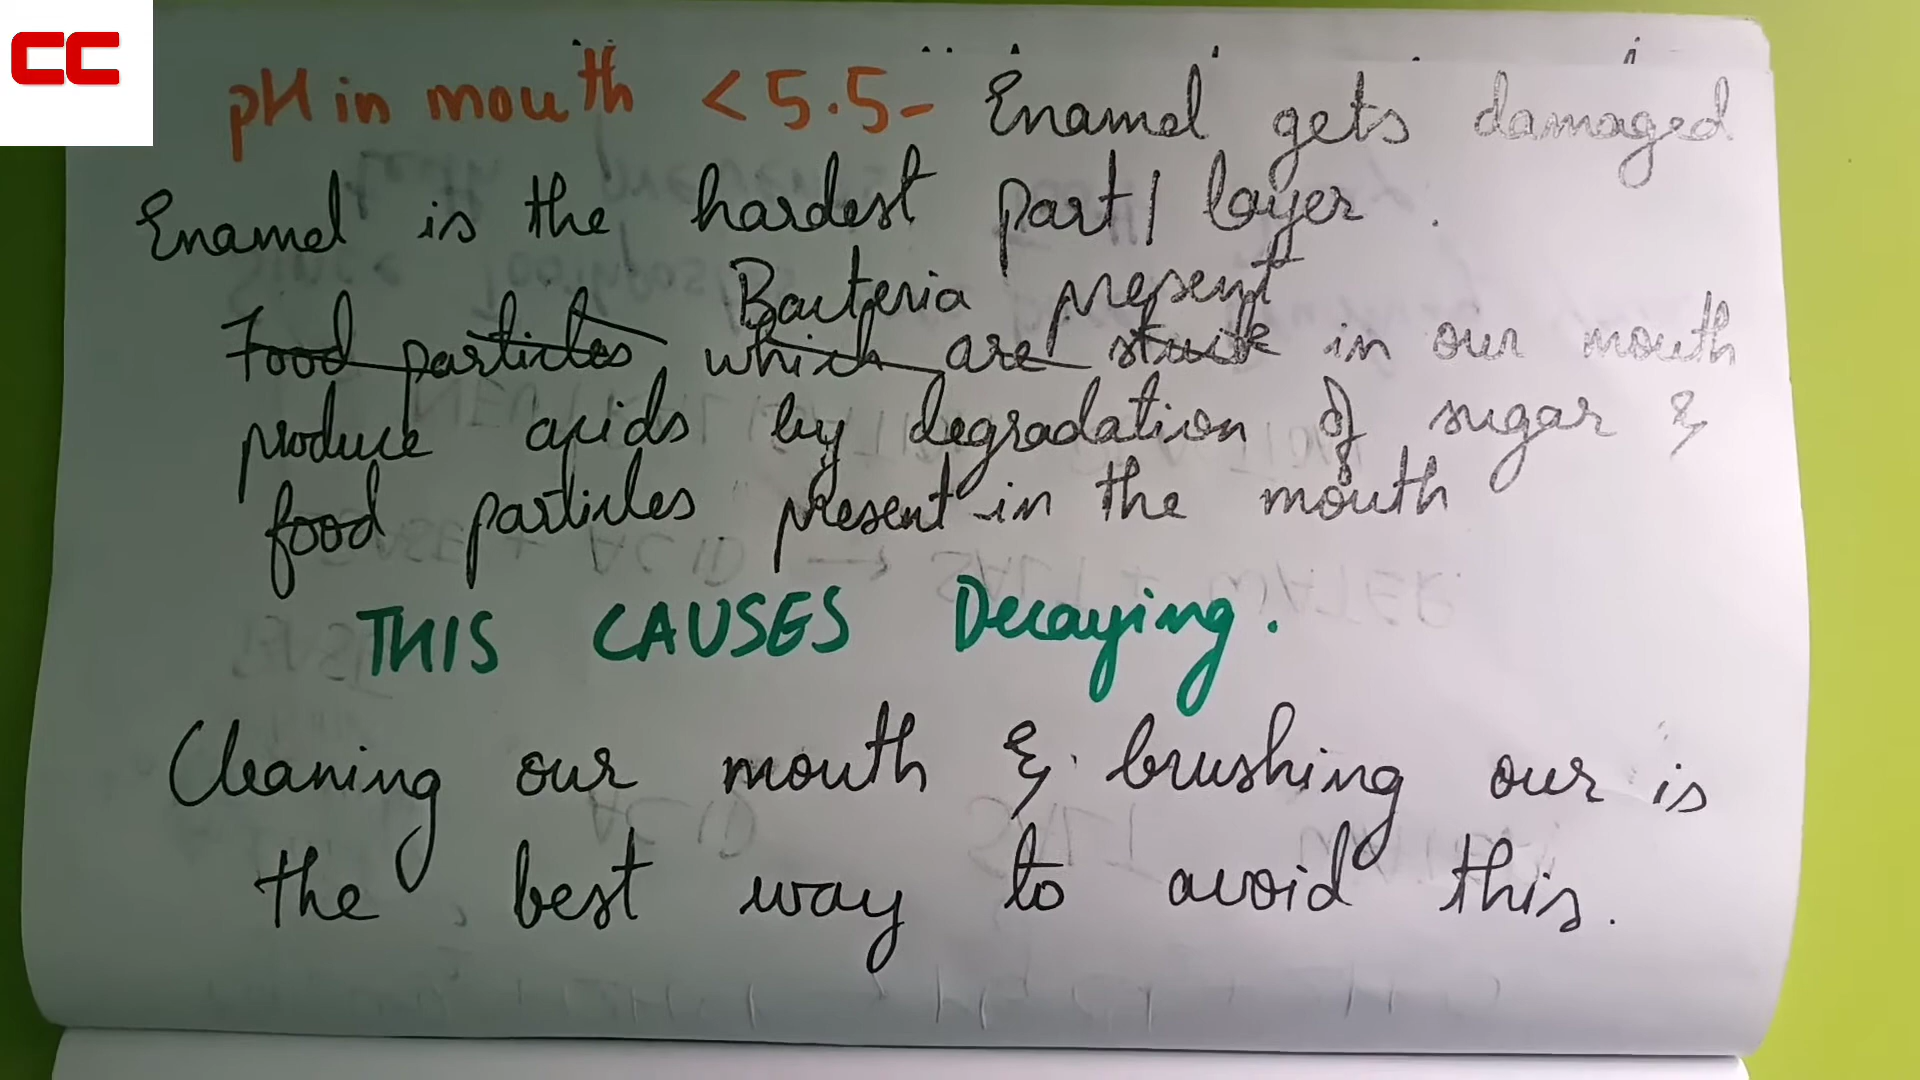 CC
pH in mouth < 5.5 - Enamel gets damaged
Enamel is the hardest part/layer.
Bacteria present
Food particles which are stuck in our mouth
produce acids by degradation of sugar &
food particles present in the mouth
THIS CAUSES Decaying.
Cleaning our mouth & brushing our is
the best way to avoid this.